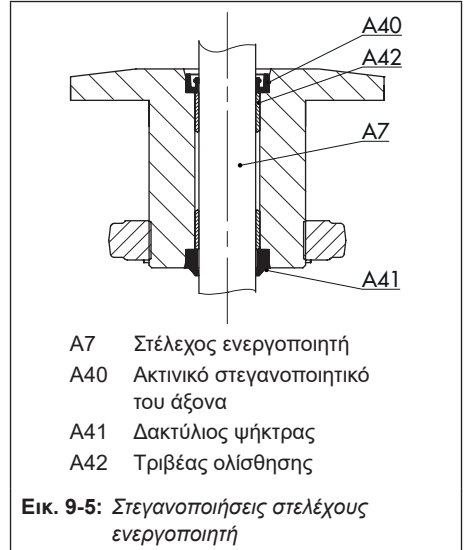 A40
A42
A7
A41
A7 Στέλεχος ενεργοποιητή
A40 Ακτινικό στεγανοποιητικό
του άξονα
A41 Δακτύλιος ψήκτρας
A42 Τριβέας ολίσθησης
Εικ. 9-5: Στεγανοποιήσεις στελέχους
ενεργοποιητή